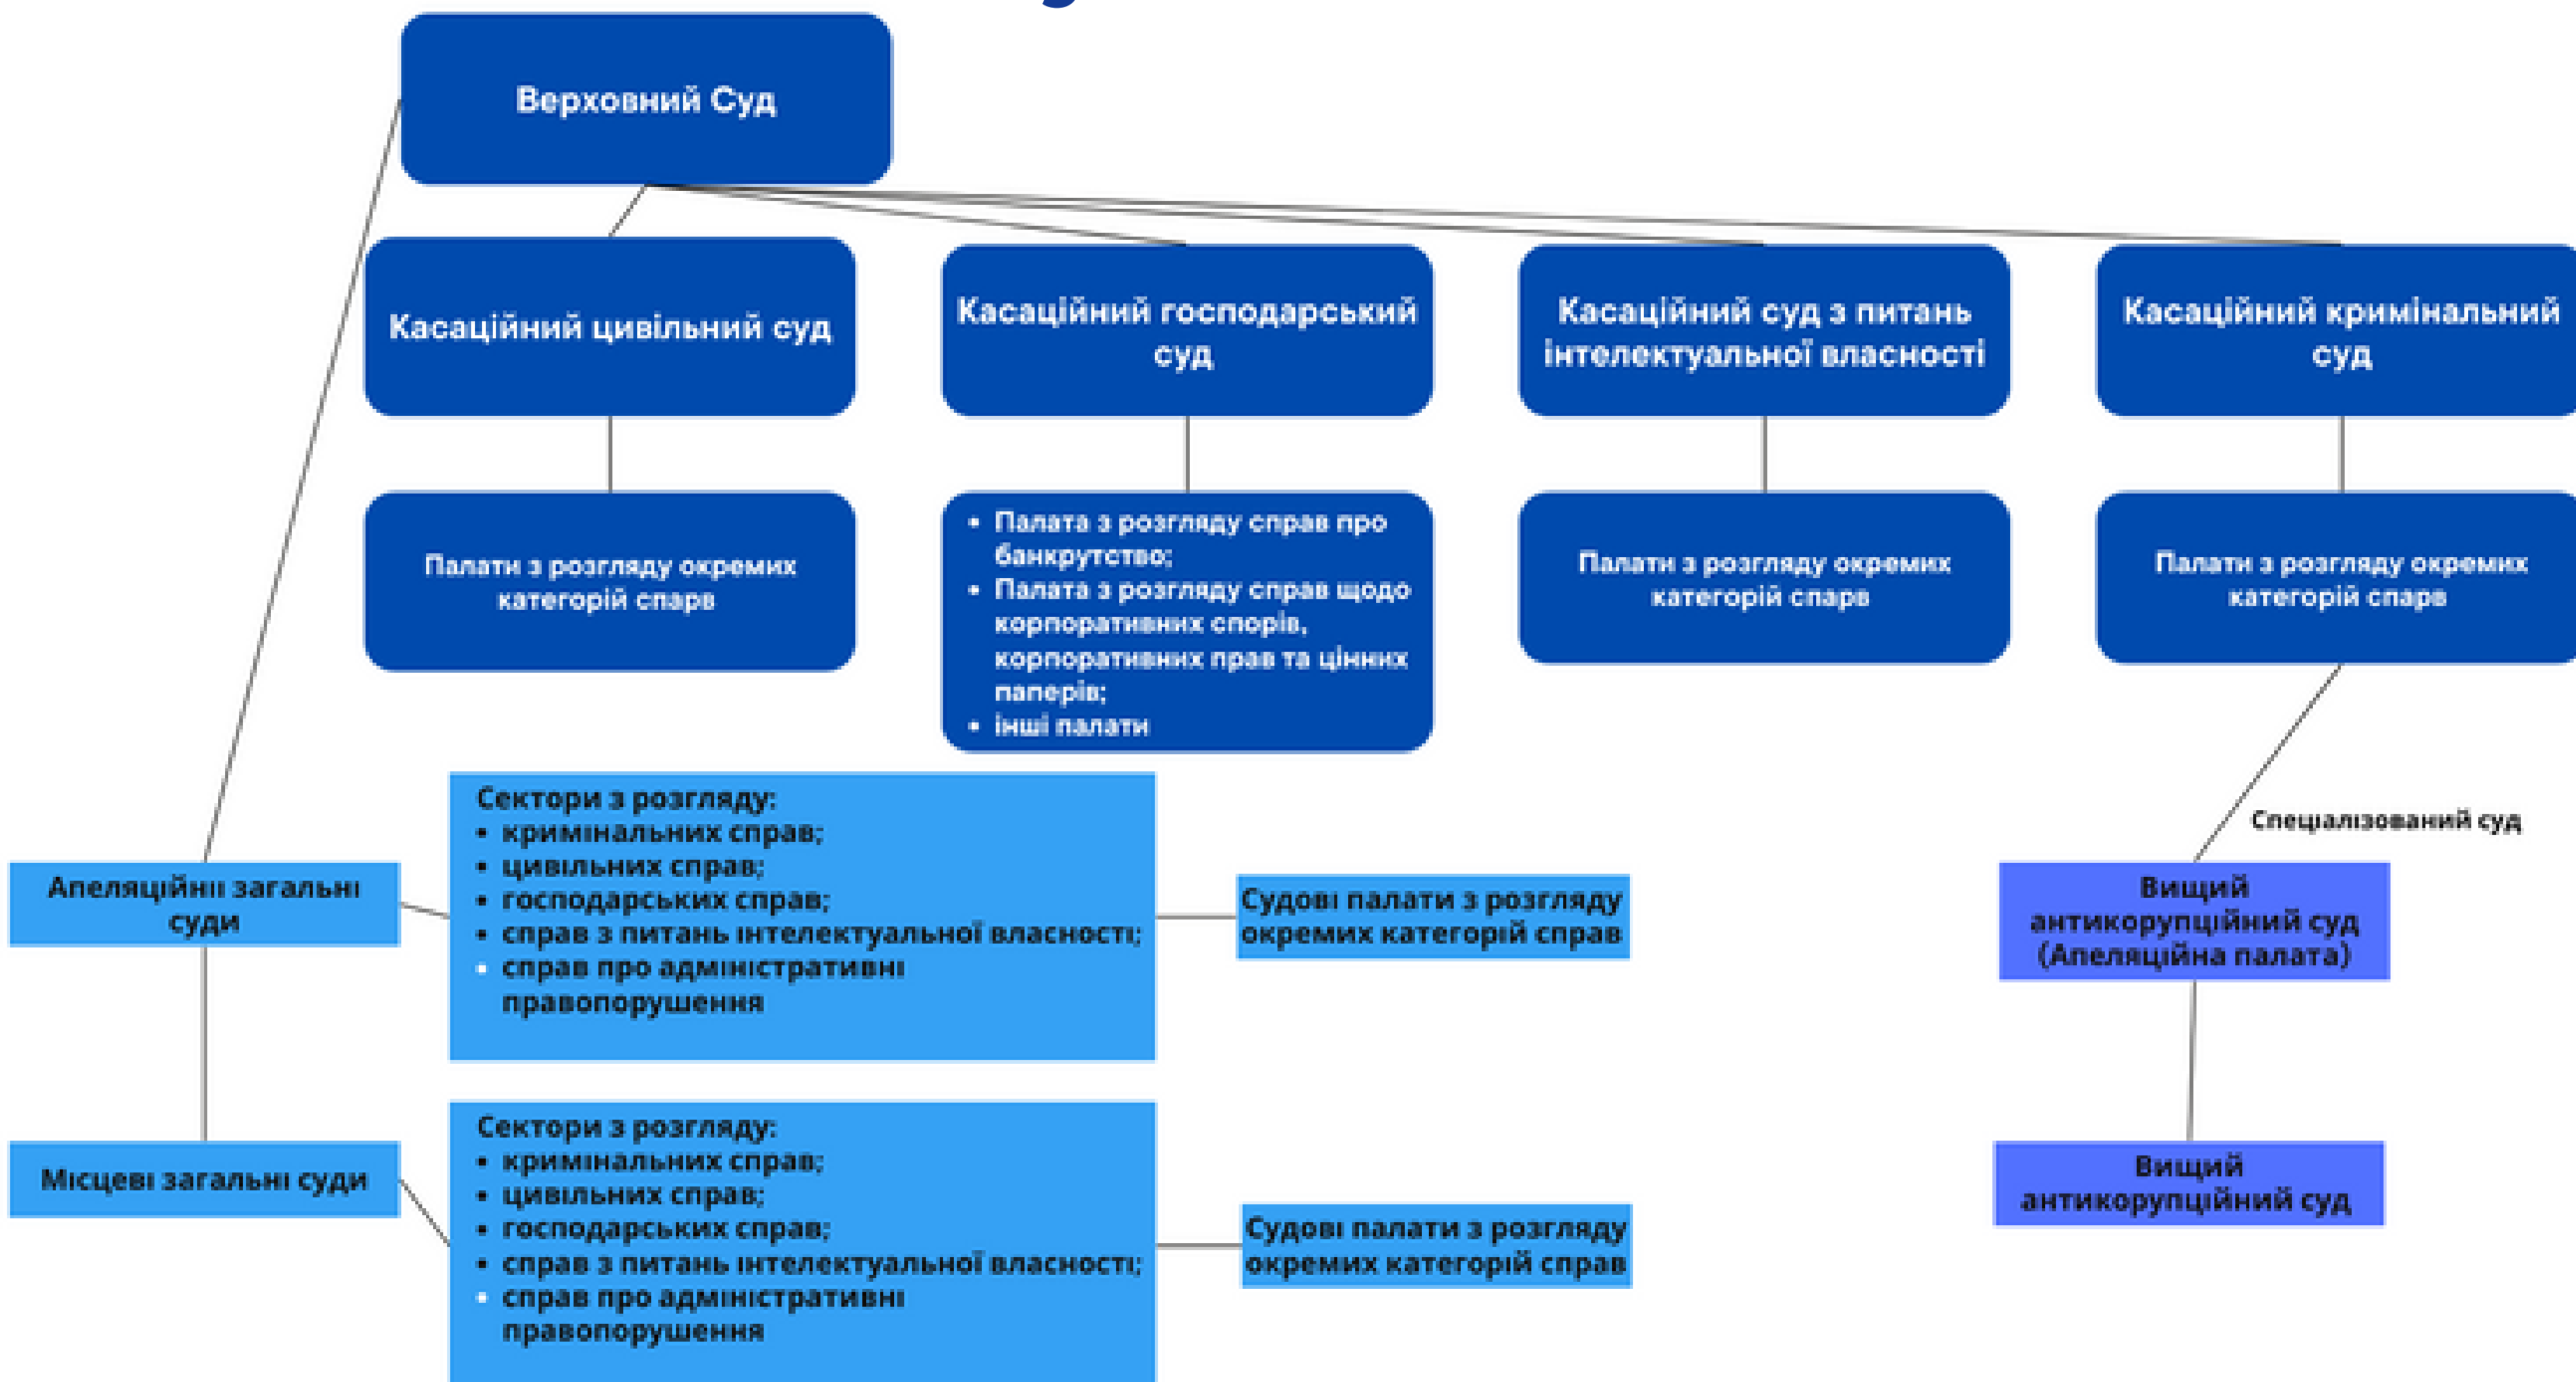 Верховний Суд
Касаційний цивільний суд
Касаційний господарський
суд
Касаційний суд з питань
інтелектуальної власності
Касаційний кримінальний
суд
Палати з розгляду окремих
категорій спарв
• Палата з розгляду справ про
банкрутство;
• Палата з розгляду справ щодо
корпоративних спорів,
корпоративних прав та цінних
паперів;
• інші палати
Палати з розгляду окремих
категорій спарв
Палати з розгляду окремих
категорій спарв
Спеціалізований суд
Апеляційнії загальні
суди
Сектори з розгляду:
• кримінальних справ;
• цивільних справ;
• господарських справ;
• справ з питань інтелектуальної власності;
• справ про адміністративні
правопорушення
Судові палати з розгляду
окремих категорій справ
Вищий
антикорупційний суд
(Апеляційна палата)
Місцеві загальні суди
Сектори з розгляду:
• кримінальних справ;
• цивільних справ;
• господарських справ;
• справ з питань інтелектуальної власності;
• справ про адміністративні
правопорушення
Судові палати з розгляду
окремих категорій справ
Вищий
антикорупційний суд